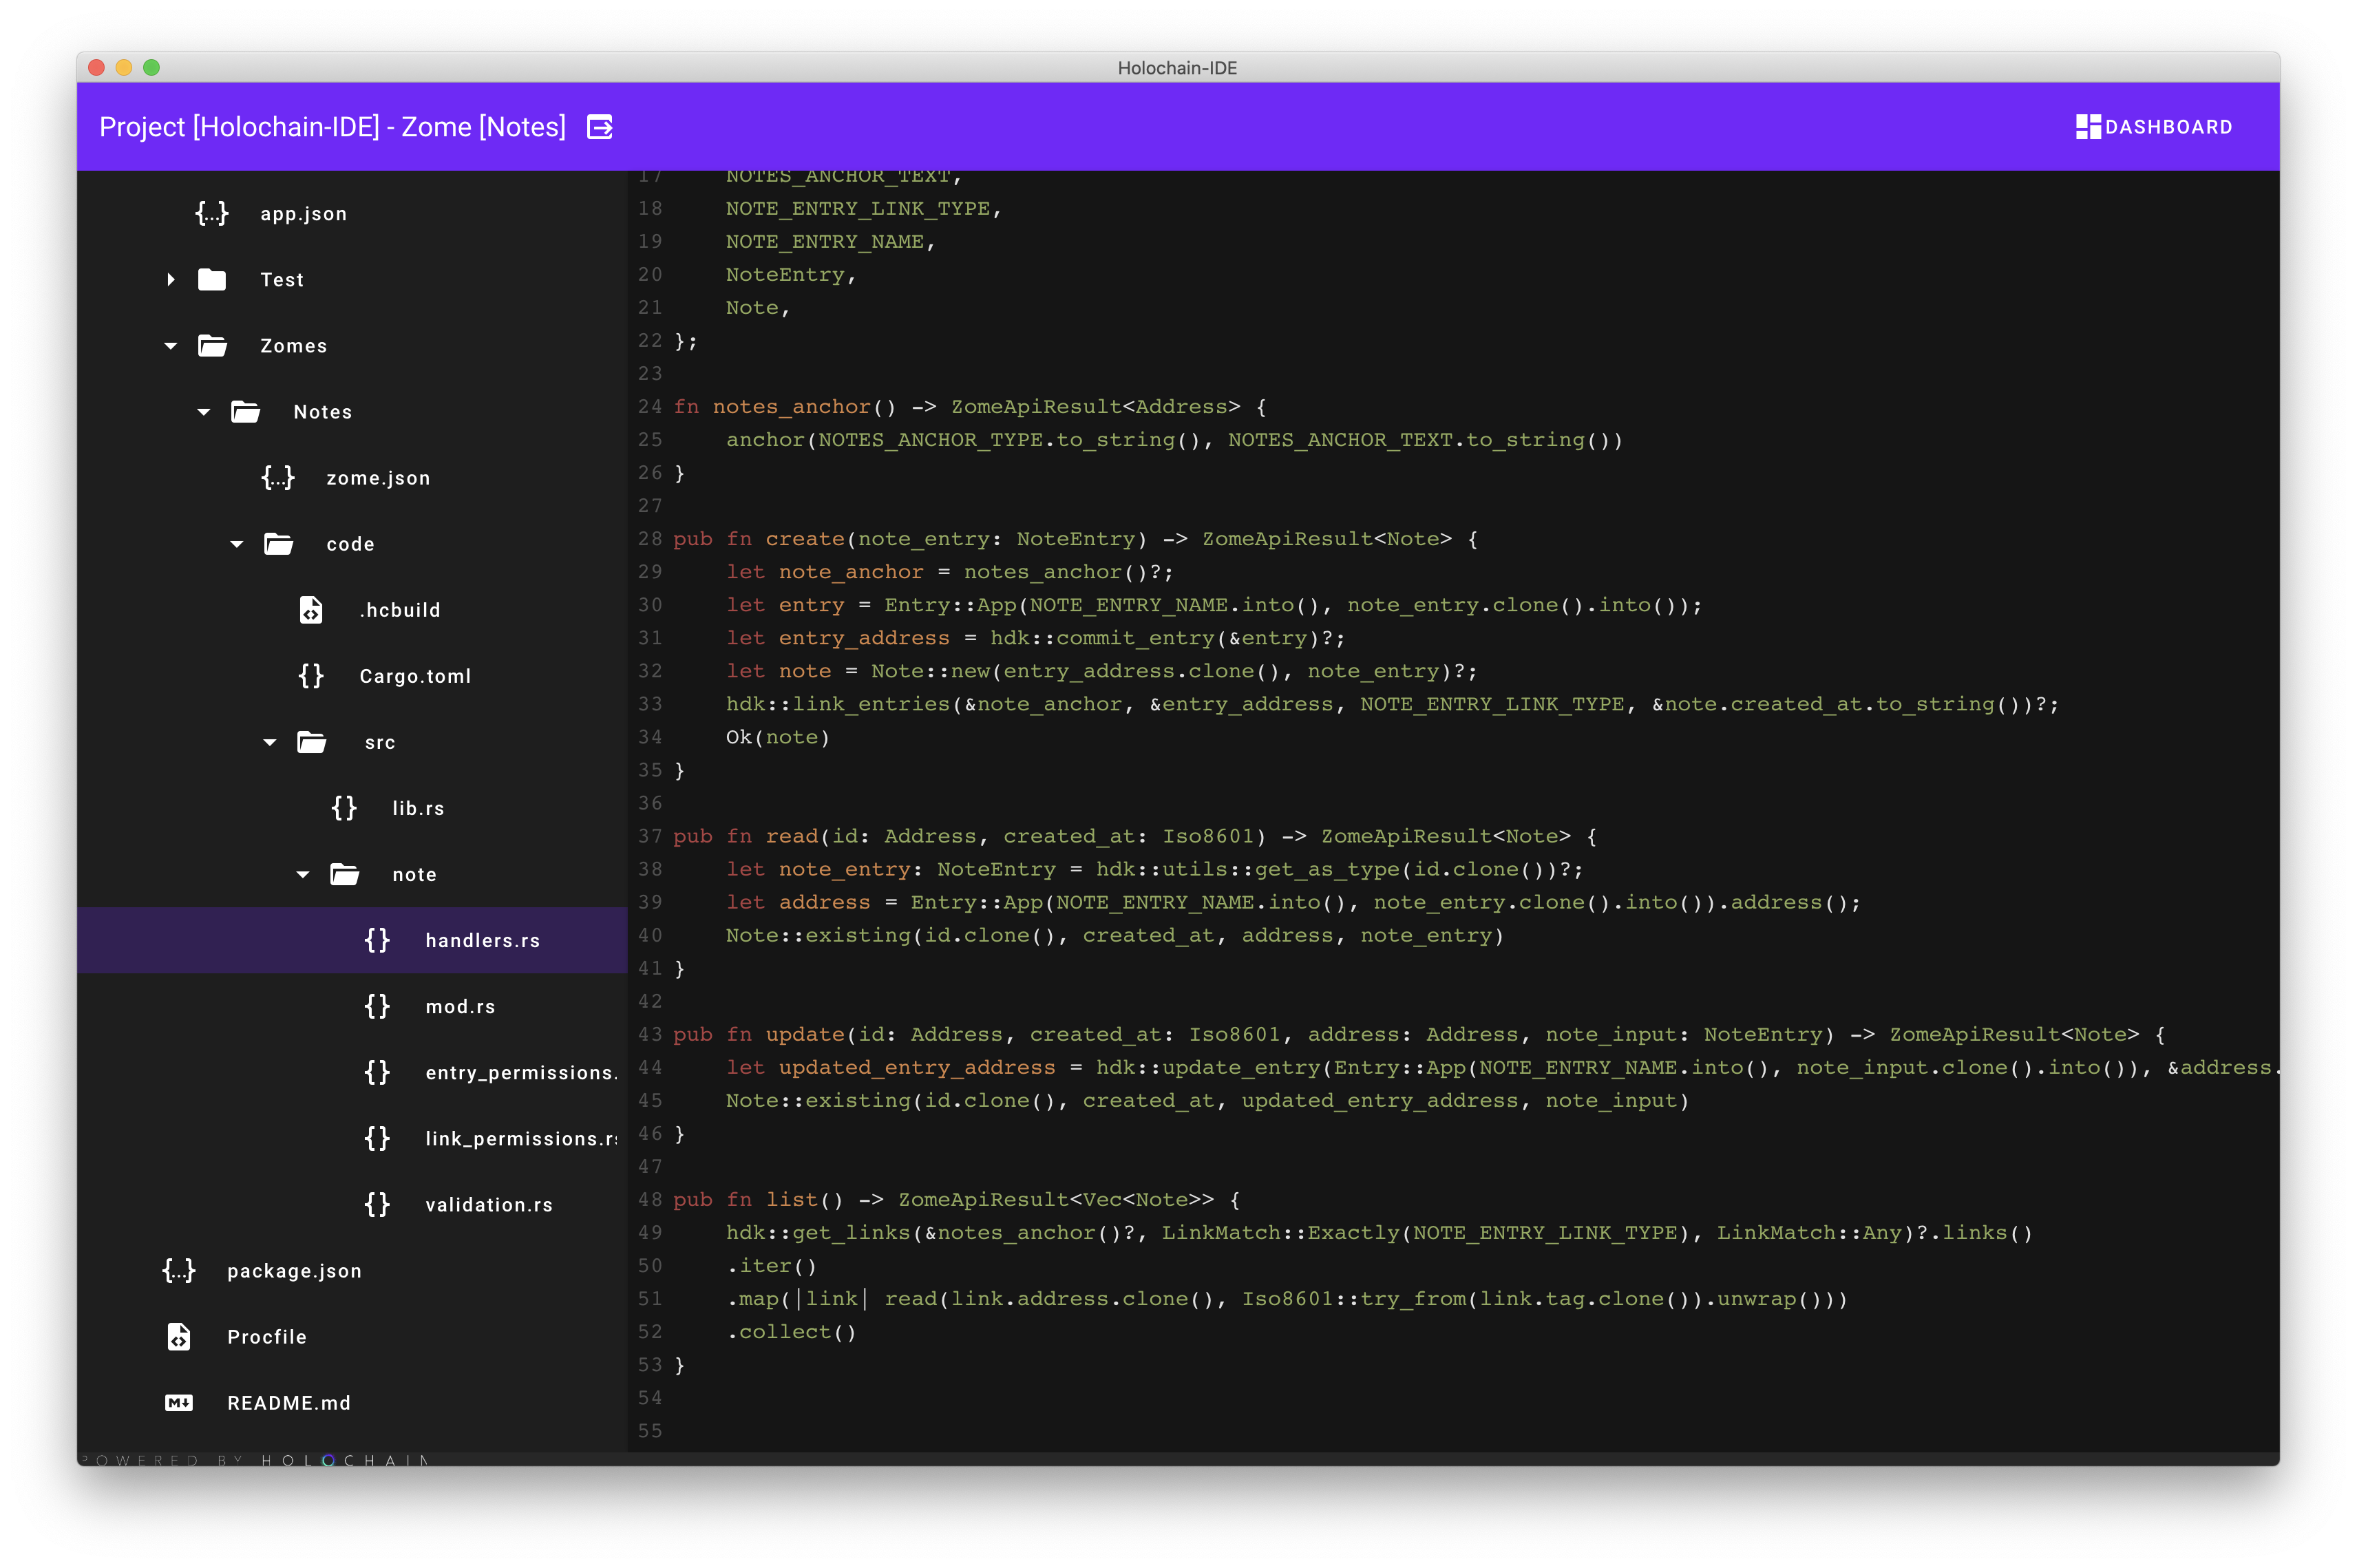 Holochain-IDE
Project [Holochain-IDE] - Zome [Notes]
DASHBOARD
app.json
Test
Zomes
Notes
zome.json
code
.hcbuild
Cargo.toml
src
lib.rs
note
handlers.rs
mod.rs
entry_permissions.
link_permissions.rs
validation.rs
package.json
Procfile
README.md
POWERED BY HOLOCHAIN
17 NOTES_ANCHOR_TEXT,
18 NOTE_ENTRY_LINK_TYPE,
19 NOTE_ENTRY_NAME,
20 NoteEntry,
21 Note,
22 };
23
24 fn notes_anchor() -> ZomeApiResult<Address> {
25 anchor(NOTES_ANCHOR_TYPE.to_string(), NOTES_ANCHOR_TEXT.to_string())
26 }
27
28 pub fn create(note_entry: NoteEntry) -> ZomeApiResult<Note> {
29 let note_anchor = notes_anchor()?;
30 let entry = Entry::App(NOTE_ENTRY_NAME.into(), note_entry.clone().into());
31 let entry_address = hdk::commit_entry(&entry)?;
32 let note = Note::new(entry_address.clone(), note_entry)?;
33 hdk::link_entries(&note_anchor, &entry_address, NOTE_ENTRY_LINK_TYPE, &note.created_at.to_string())?;
34 Ok(note)
35 }
36
37 pub fn read(id: Address, created_at: Iso8601) -> ZomeApiResult<Note> {
38 let note_entry: NoteEntry = hdk::utils::get_as_type(id.clone())?;
39 let address = Entry::App(NOTE_ENTRY_NAME.into(), note_entry.clone().into()).address();
40 Note::existing(id.clone(), created_at, address, note_entry)
41 }
42
43 pub fn update(id: Address, created_at: Iso8601, address: Address, note_input: NoteEntry) -> ZomeApiResult<Note> {
44 let updated_entry_address = hdk::update_entry(Entry::App(NOTE_ENTRY_NAME.into(), note_input.clone().into()), &address.
45 Note::existing(id.clone(), created_at, updated_entry_address, note_input)
46 }
47
48 pub fn list() -> ZomeApiResult<Vec<Note>> {
49 hdk::get_links(&notes_anchor()?, LinkMatch::Exactly(NOTE_ENTRY_LINK_TYPE), LinkMatch::Any)?.links()
50 .iter()
51 .map(|link| read(link.address.clone(), Iso8601::try_from(link.tag.clone()).unwrap()))
52 .collect()
53 }
54
55